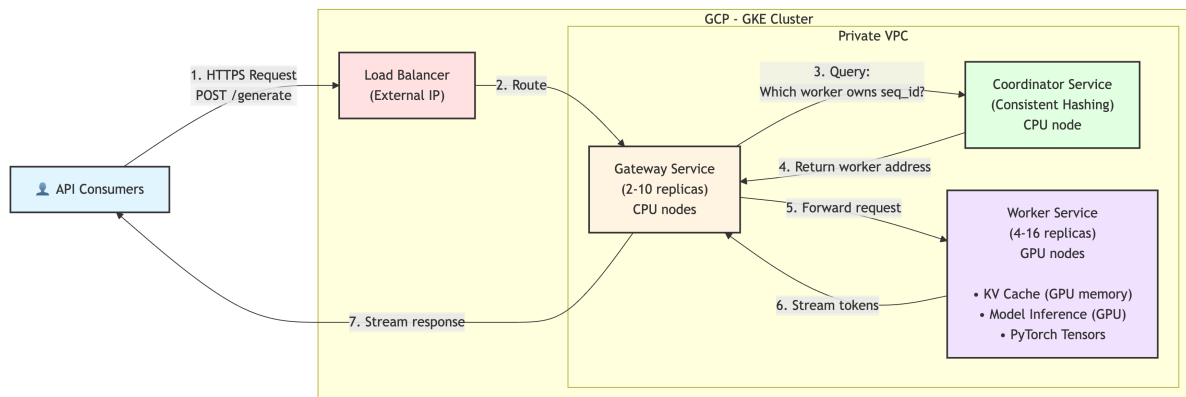 GCP - GKE Cluster
Private VPC
1. HTTPS Request
POST /generate
Load Balancer
(External IP)
2. Route
3. Query:
Which worker owns seq_id?
Coordinator Service
(Consistent Hashing)
CPU node
API Consumers
Gateway Service
(2-10 replicas)
CPU nodes
4. Return worker address
5. Forward request
Worker Service
(4-16 replicas)
GPU nodes
• KV Cache (GPU memory)
• Model Inference (GPU)
• PyTorch Tensors
6. Stream tokens
7. Stream response